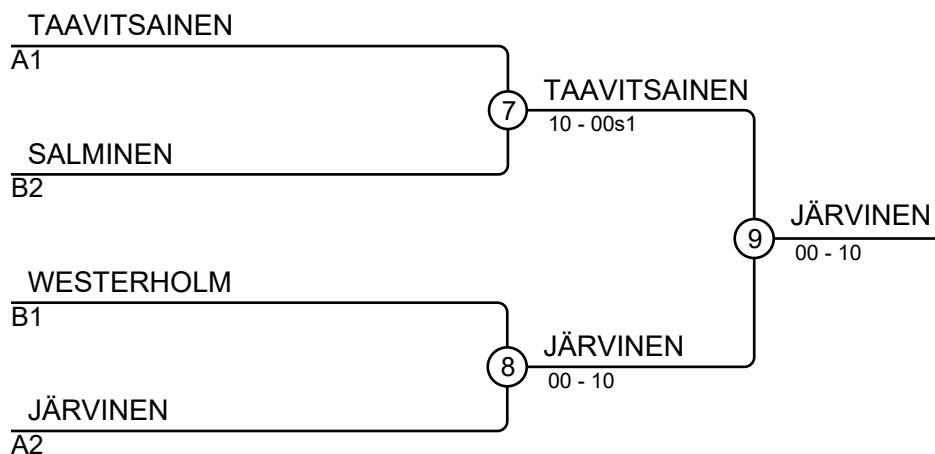 TAAVITSAINEN
A1
7
TAAVITSAINEN
10 - 00s1
SALMINEN
B2
9
JÄRVINEN
00 - 10
WESTERHOLM
B1
8
JÄRVINEN
00 - 10
JÄRVINEN
A2